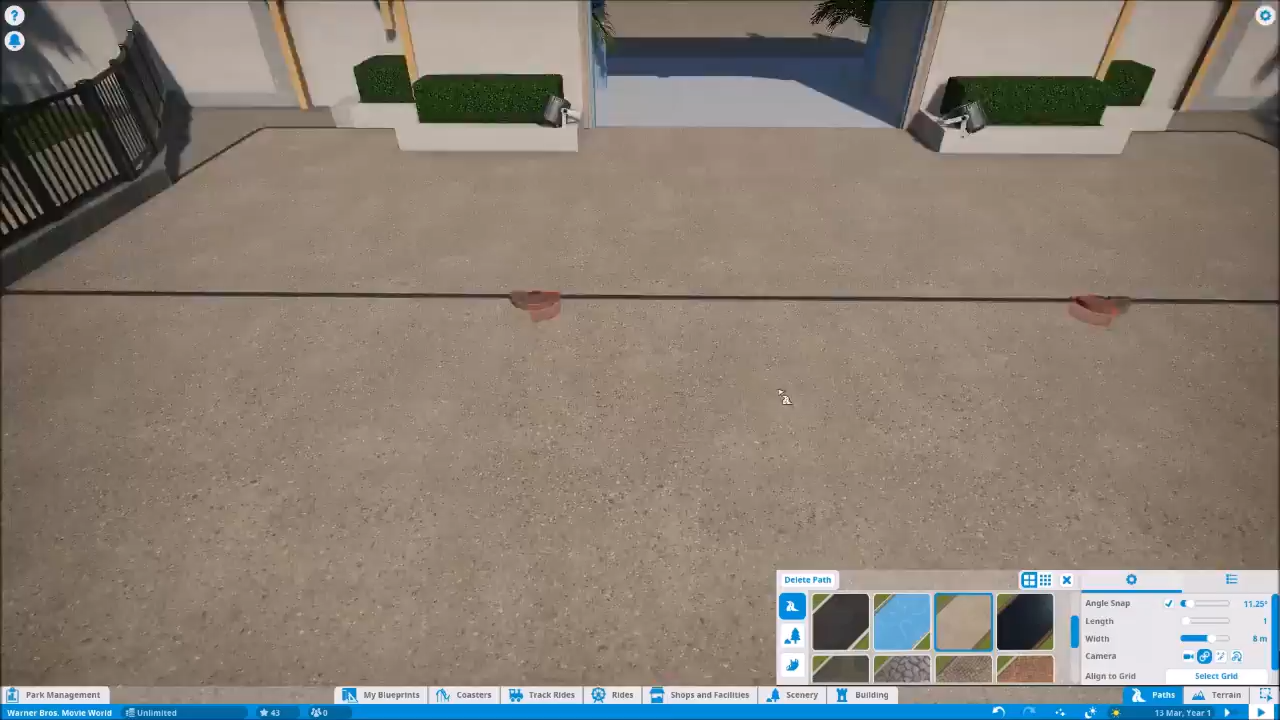 ?
Delete Path
Angle Snap 11.25°
Length 1
Width 8 m
Camera
Align to Grid Select Grid
Park Management My Blueprints Coasters Track Rides Rides Shops and Facilities Scenery Building Paths Terrain
Warner Bros. Movie World Unlimited 43 0 13 Mar, Year 1